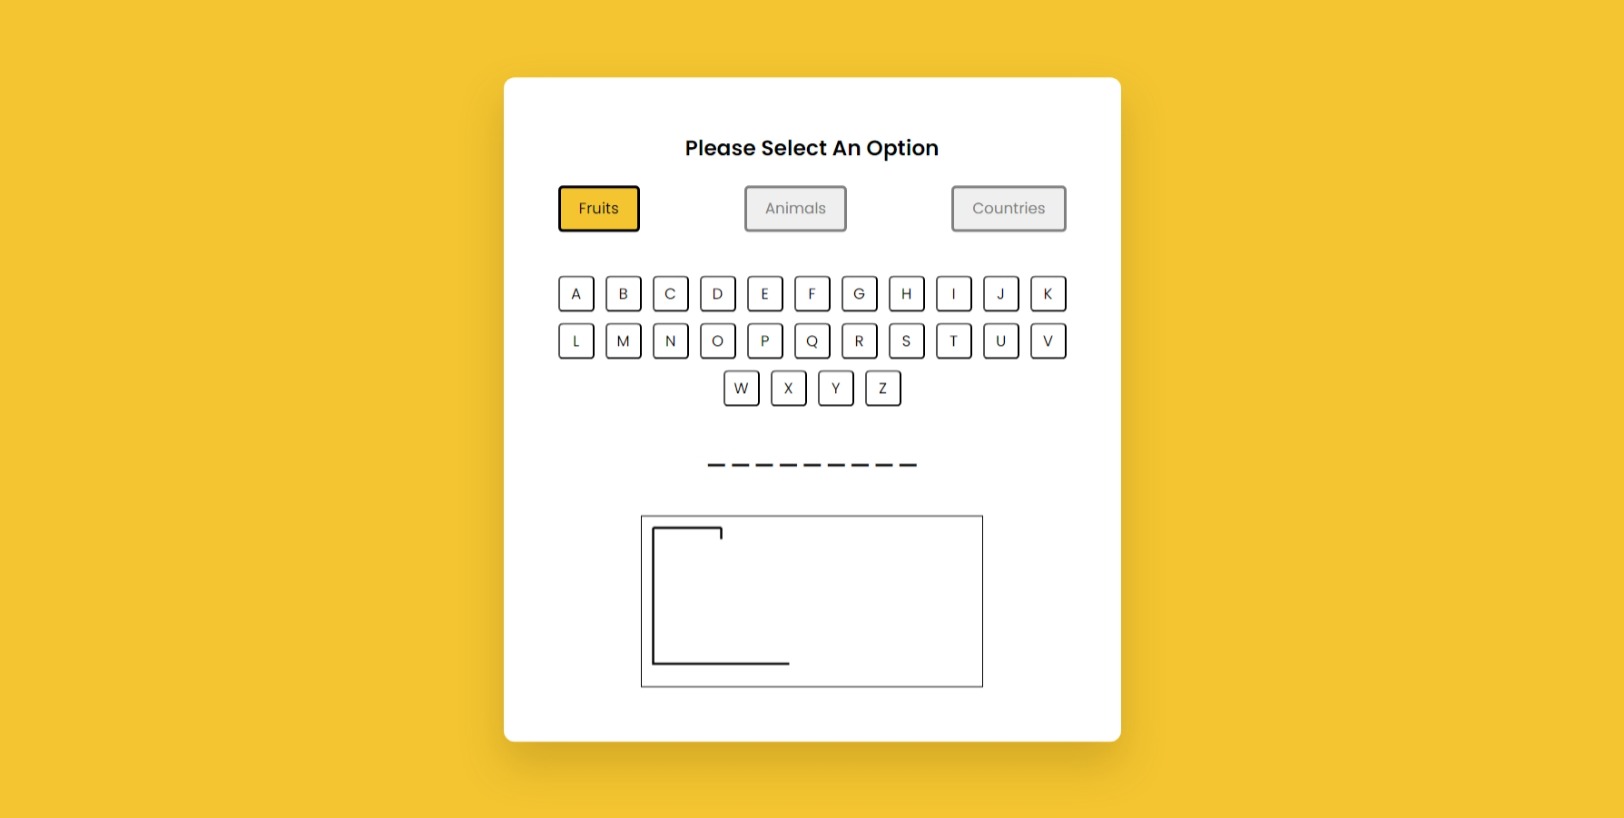 Please Select An Option
Fruits Animals Countries
A B C D E F G H I J K
L M N O P Q R S T U V
W X Y Z
_ _ _ _ _ _ _ _ _